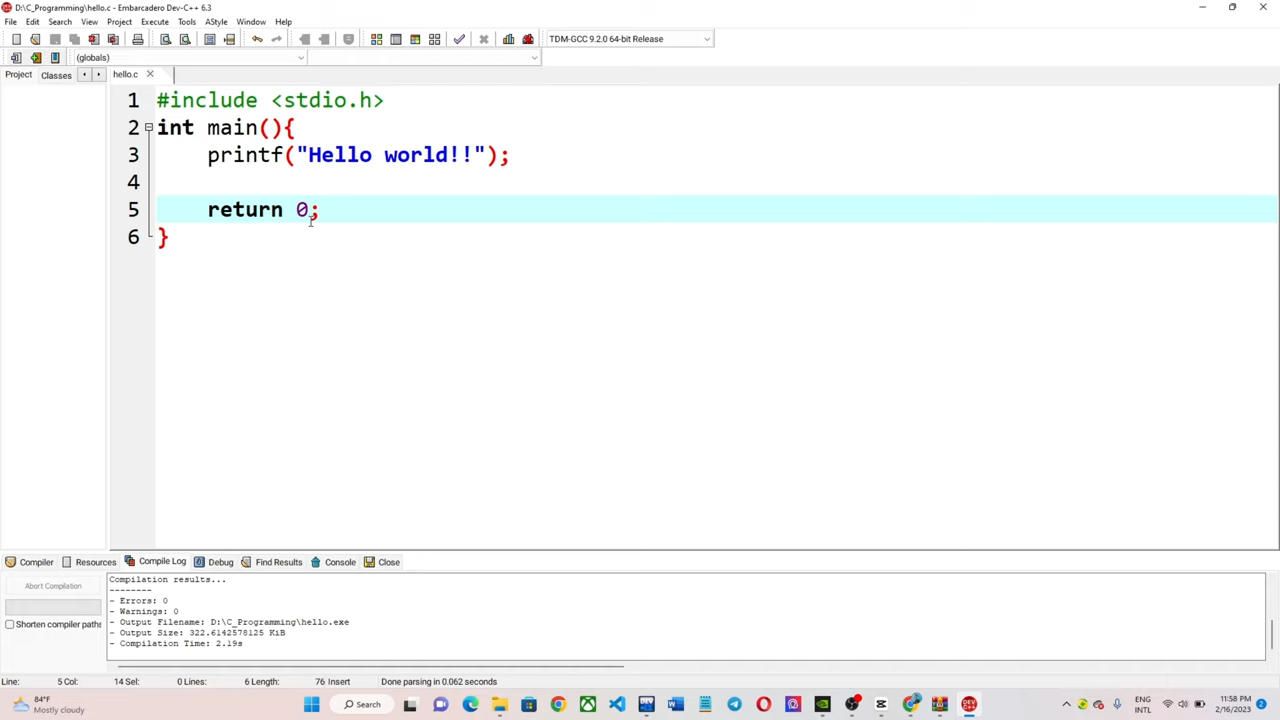 D:\C_Programming\hello.c - Embarcadero Dev-C++ 6.3
File Edit Search View Project Execute Tools AStyle Window Help
TDM-GCC 9.2.0 64-bit Release
(globals)
Project Classes hello.c
1 #include <stdio.h>
2 int main(){
3 printf("Hello world!!");
4
5 return 0;
6 }
Compiler Resources Compile Log Debug Find Results Console Close
Abort Compilation
Shorten compiler paths
Compilation results...
--------
- Errors: 0
- Warnings: 0
- Output Filename: D:\C_Programming\hello.exe
- Output Size: 322.6142578125 KiB
- Compilation Time: 2.19s
Line: 5 Col: 14 Sel: 0 Lines: 6 Length: 76 Insert Done parsing in 0.062 seconds
84°F
Mostly cloudy
Search
ENG
INTL
11:58 PM
2/16/2023
2